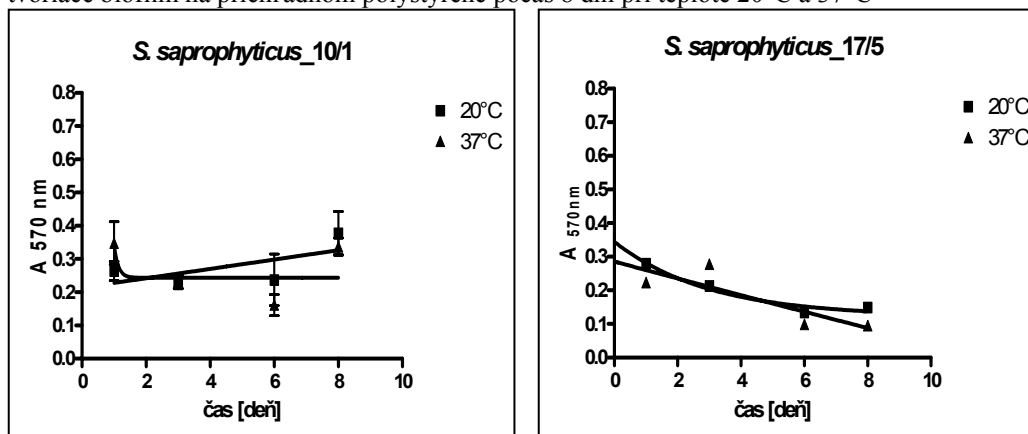 tvoriace biofilm na priehľadnom polystyréne počas 8 dní pri teplote 20°C a 37°C
S. saprophyticus_10/1
0.8
0.7
0.6
0.5
0.4
0.3
0.2
0.1
0.0
A 570 nm
0 2 4 6 8 10
čas [deň]
20°C
37°C
S. saprophyticus_17/5
0.8
0.7
0.6
0.5
0.4
0.3
0.2
0.1
0.0
A 570nm
0 2 4 6 8 10
čas [deň]
20°C
37°C